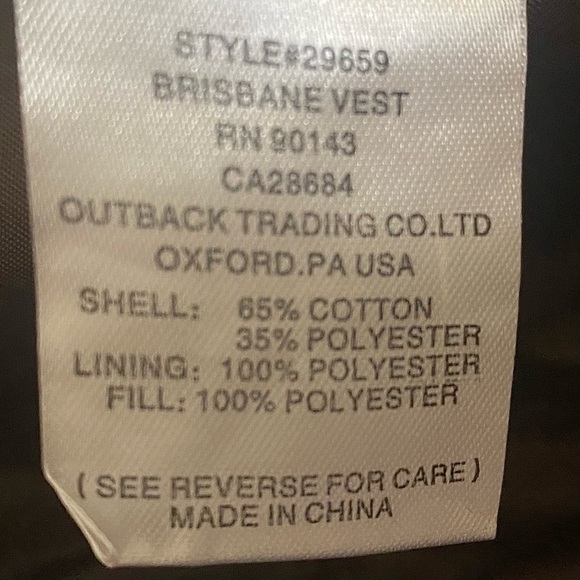 STYLE#29659
BRISBANE VEST
RN 90143
CA28684
OUTBACK TRADING CO.LTD
OXFORD.PA USA
SHELL: 65% COTTON
35% POLYESTER
LINING: 100% POLYESTER
FILL: 100% POLYESTER
( SEE REVERSE FOR CARE )
MADE IN CHINA